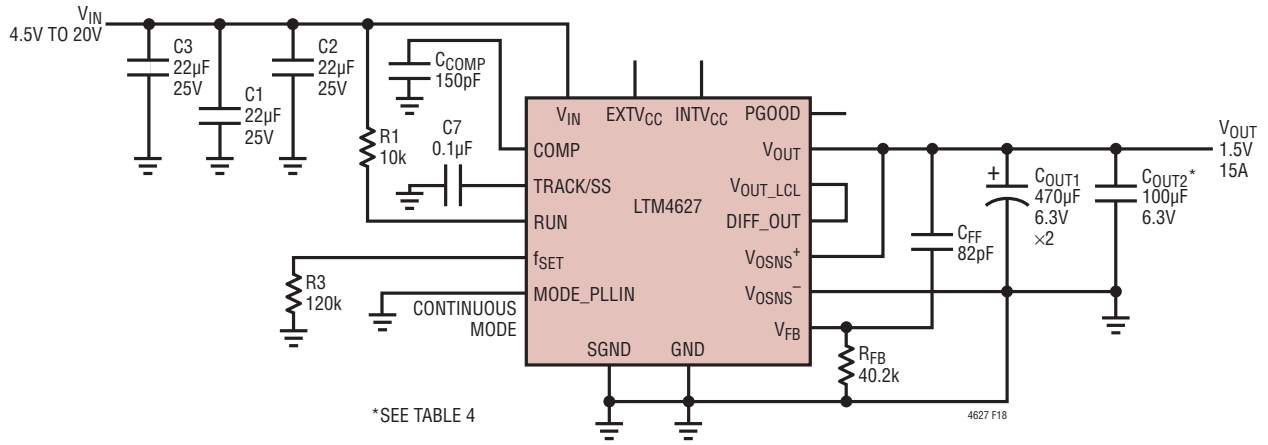 VIN
4.5V TO 20V
C3
22µF
25V
C1
22µF
25V
C2
22µF
25V
R1
10k
CCOMP
150pF
C7
0.1µF
R3
120k
CONTINUOUS
MODE
VIN
EXTVCC
INTVCC
PGOOD
COMP
TRACK/SS
RUN
fSET
MODE_PLLIN
SGND
GND
LTM4627
VOUT
VOUT_LCL
DIFF_OUT
VOSNS+
VOSNS–
VFB
CFF
82pF
RFB
40.2k
+
COUT1
470µF
6.3V
×2
COUT2*
100µF
6.3V
VOUT
1.5V
15A
*SEE TABLE 4
4627 F18